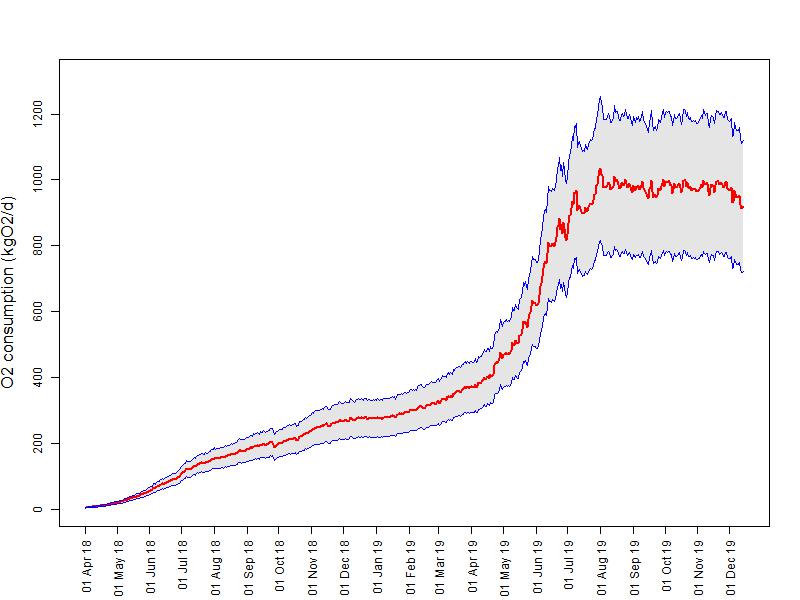 O2 consumption (kgO2/d)
1200
1000
800
600
400
200
0
01 Apr 18
01 May 18
01 Jun 18
01 Jul 18
01 Aug 18
01 Sep 18
01 Oct 18
01 Nov 18
01 Dec 18
01 Jan 19
01 Feb 19
01 Mar 19
01 Apr 19
01 May 19
01 Jun 19
01 Jul 19
01 Aug 19
01 Sep 19
01 Oct 19
01 Nov 19
01 Dec 19